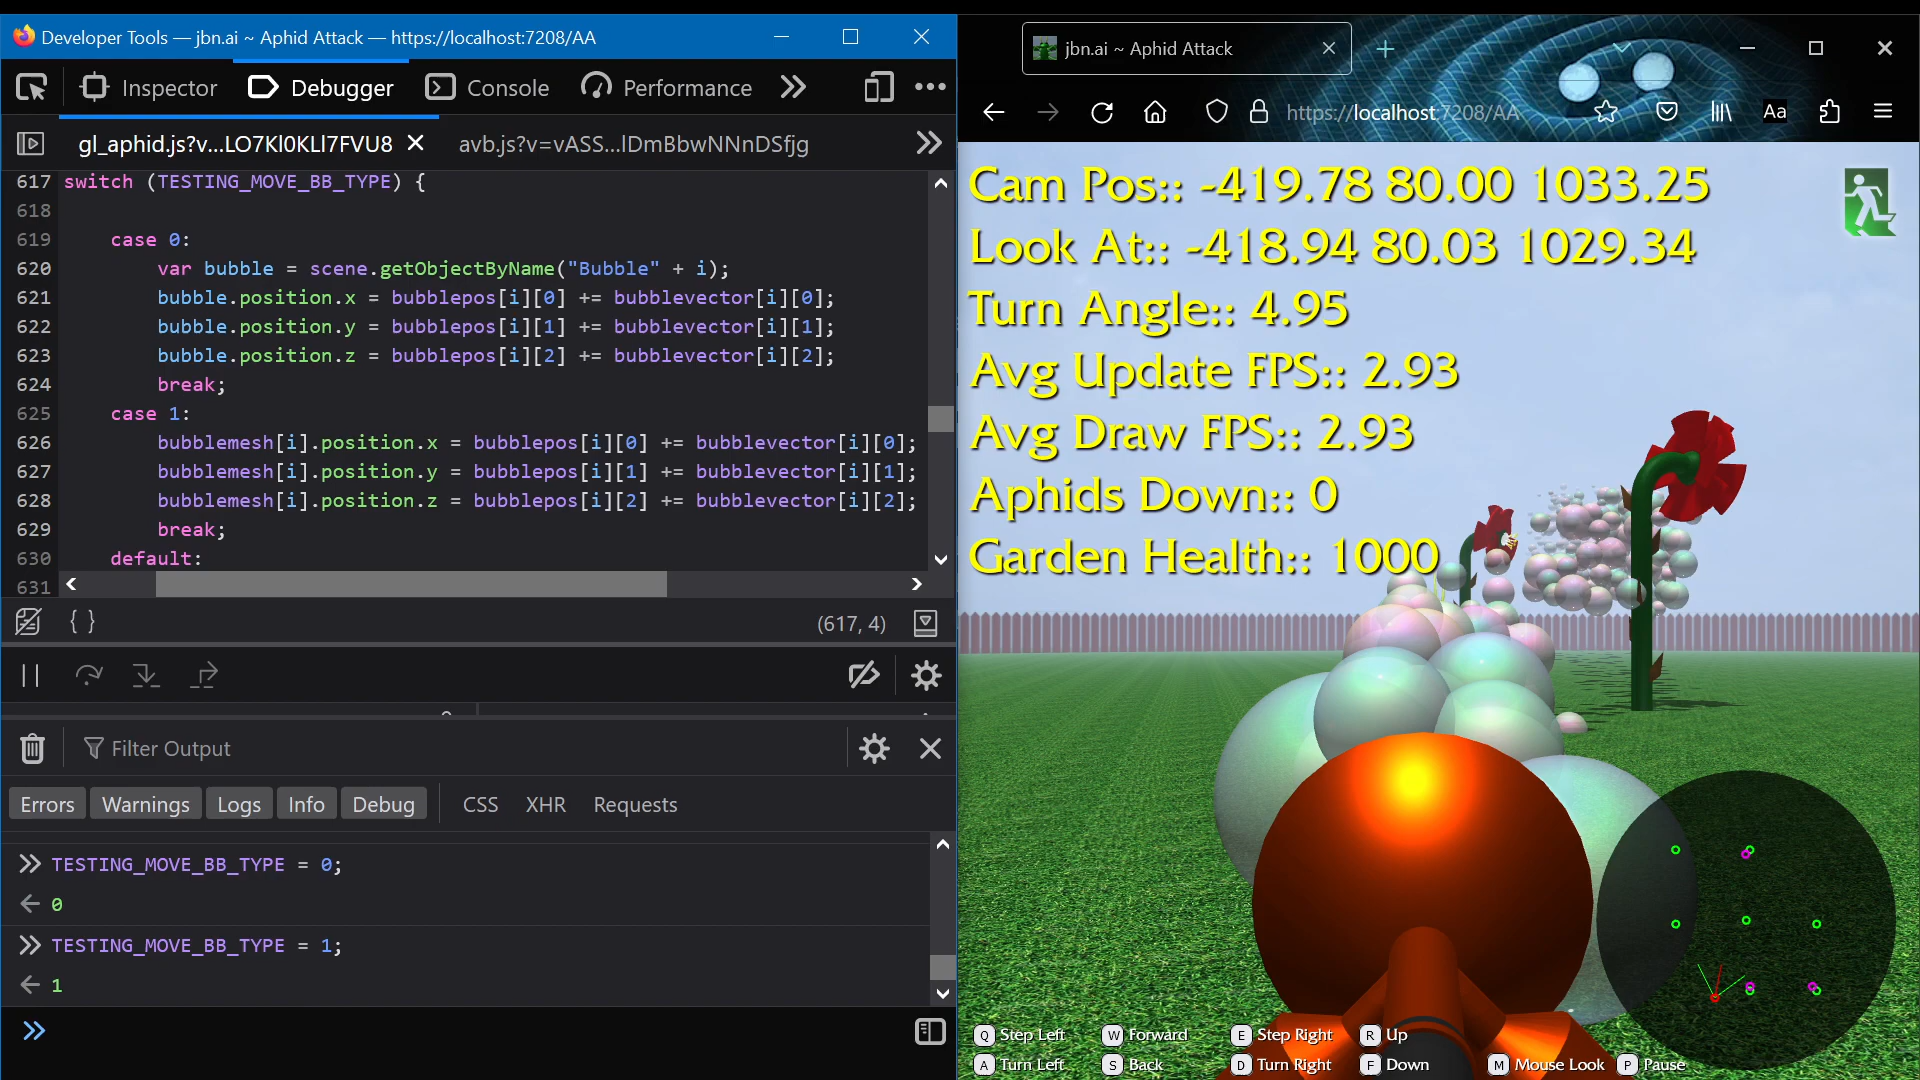 Developer Tools — jbn.ai ~ Aphid Attack — https://localhost:7208/AA
Inspector
Debugger
Console
Performance
gl_aphid.js?v...LO7Kl0KLl7FVU8
avb.js?v=vASS...lDmBbwNNnDSfjg
617 switch (TESTING_MOVE_BB_TYPE) {
618
619 case 0:
620 var bubble = scene.getObjectByName("Bubble" + i);
621 bubble.position.x = bubblepos[i][0] += bubblevector[i][0];
622 bubble.position.y = bubblepos[i][1] += bubblevector[i][1];
623 bubble.position.z = bubblepos[i][2] += bubblevector[i][2];
624 break;
625 case 1:
626 bubblemesh[i].position.x = bubblepos[i][0] += bubblevector[i][0];
627 bubblemesh[i].position.y = bubblepos[i][1] += bubblevector[i][1];
628 bubblemesh[i].position.z = bubblepos[i][2] += bubblevector[i][2];
629 break;
630 default:
631
{ }
(617, 4)
Filter Output
Errors
Warnings
Logs
Info
Debug
CSS
XHR
Requests
TESTING_MOVE_BB_TYPE = 0;
0
TESTING_MOVE_BB_TYPE = 1;
1
jbn.ai ~ Aphid Attack
https://localhost:7208/AA
Aa
Cam Pos:: -419.78 80.00 1033.25
Look At:: -418.94 80.03 1029.34
Turn Angle:: 4.95
Avg Update FPS:: 2.93
Avg Draw FPS:: 2.93
Aphids Down:: 0
Garden Health:: 1000
Q Step Left W Forward E Step Right R Up
A Turn Left S Back D Turn Right F Down M Mouse Look P Pause